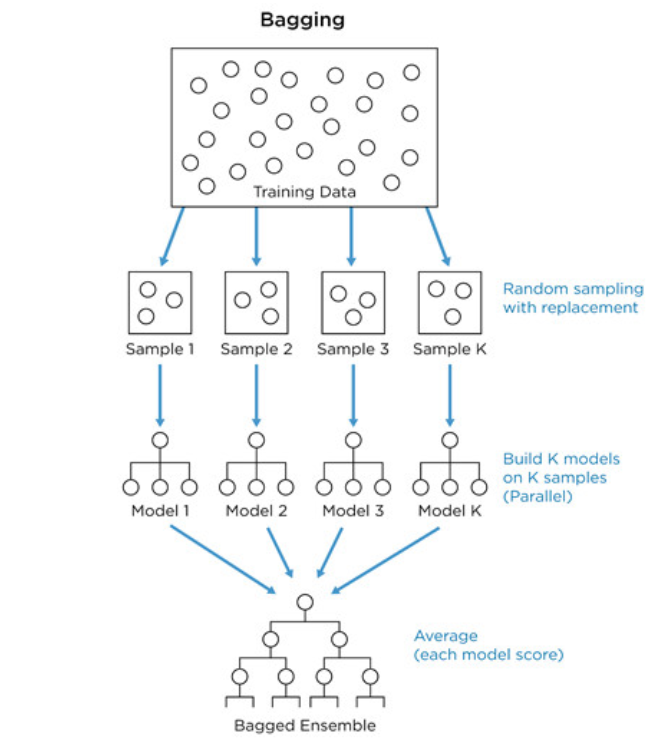 Bagging
Training Data
Sample 1
Sample 2
Sample 3
Sample K
Random sampling
with replacement
Model 1
Model 2
Model 3
Model K
Build K models
on K samples
(Parallel)
Average
(each model score)
Bagged Ensemble